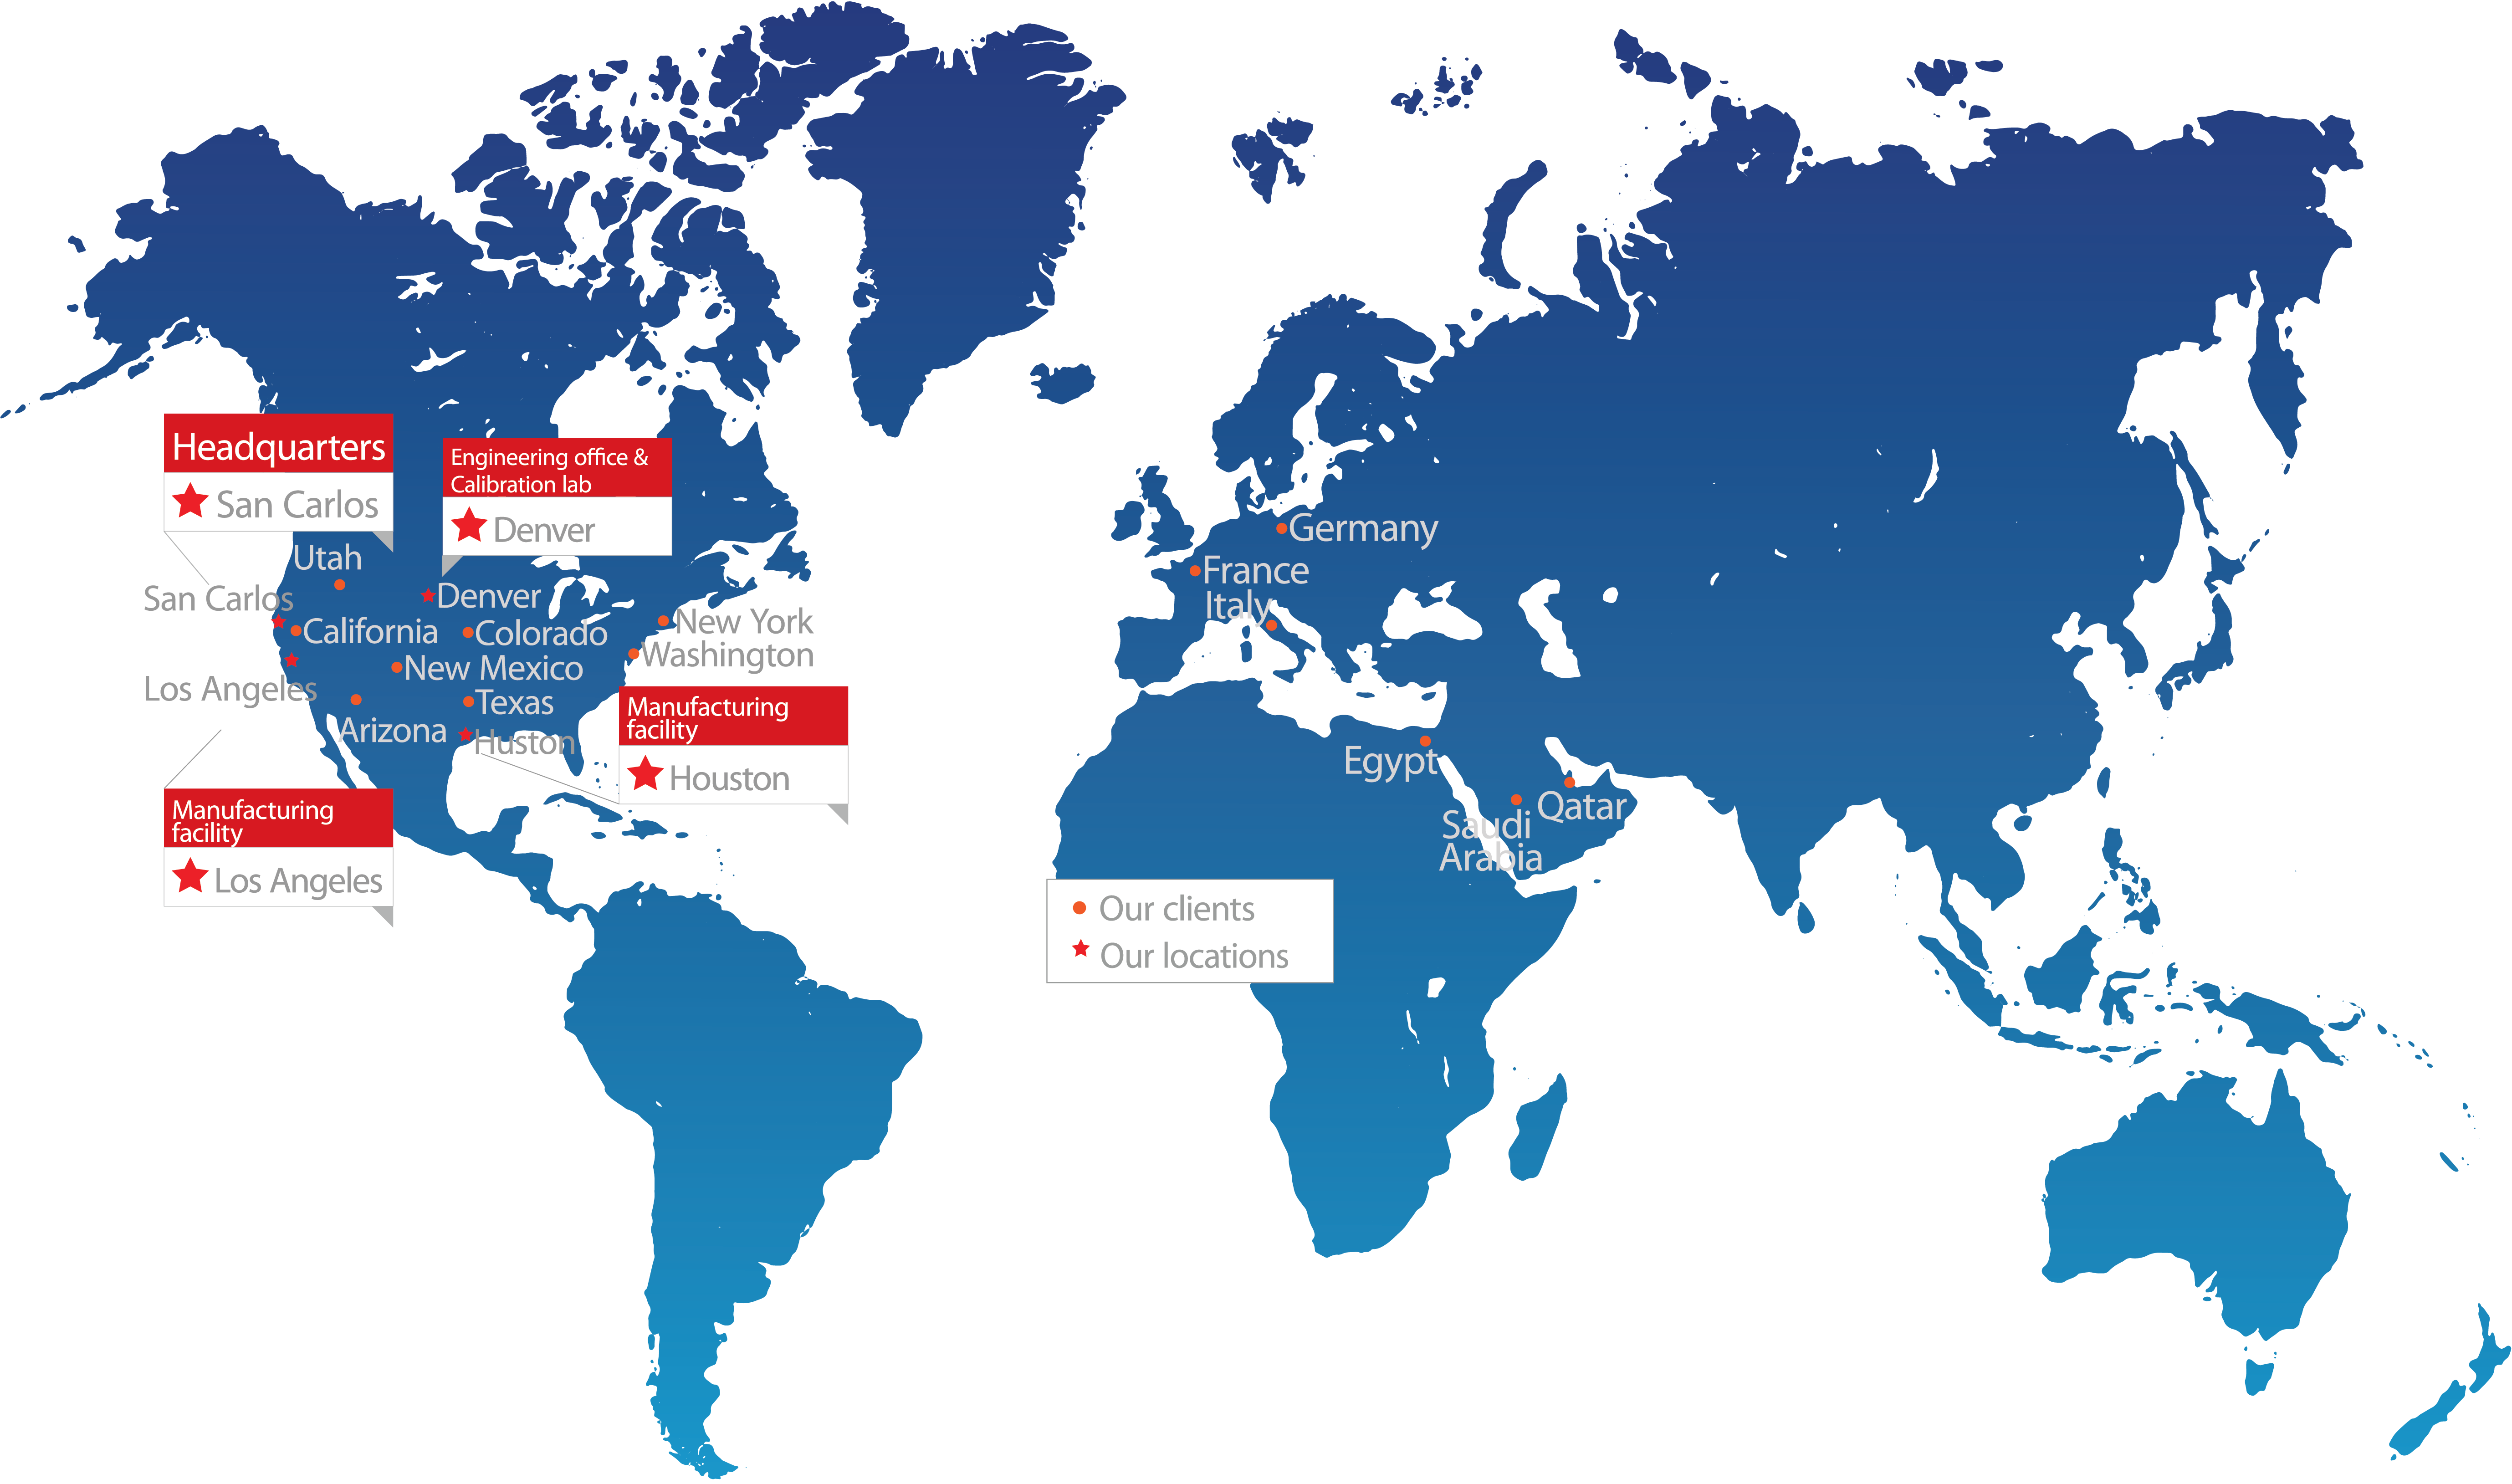 Headquarters
San Carlos
Engineering office &
Calibration lab
Denver
Utah
San Carlos
Denver
California
Colorado
New York
Washington
New Mexico
Los Angeles
Texas
Arizona
Huston
Manufacturing
facility
Houston
Manufacturing
facility
Los Angeles
Germany
France
Italy
Egypt
Qatar
Saudi
Arabia
Our clients
Our locations